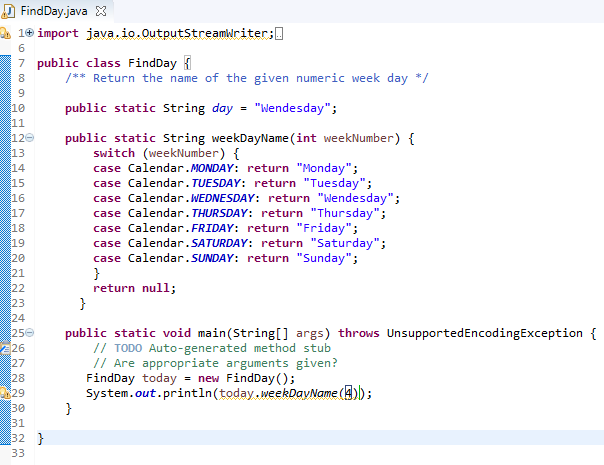 FindDay.java
1 import java.io.OutputStreamWriter;
6
7 public class FindDay {
8 /** Return the name of the given numeric week day */
9
10 public static String day = "Wendesday";
11
12 public static String weekDayName(int weekNumber) {
13 switch (weekNumber) {
14 case Calendar.MONDAY: return "Monday";
15 case Calendar.TUESDAY: return "Tuesday";
16 case Calendar.WEDNESDAY: return "Wendesday";
17 case Calendar.THURSDAY: return "Thursday";
18 case Calendar.FRIDAY: return "Friday";
19 case Calendar.SATURDAY: return "Saturday";
20 case Calendar.SUNDAY: return "Sunday";
21 }
22 return null;
23 }
24
25 public static void main(String[] args) throws UnsupportedEncodingException {
26 // TODO Auto-generated method stub
27 // Are appropriate arguments given?
28 FindDay today = new FindDay();
29 System.out.println(today.weekDayName(4));
30 }
31
32 }
33